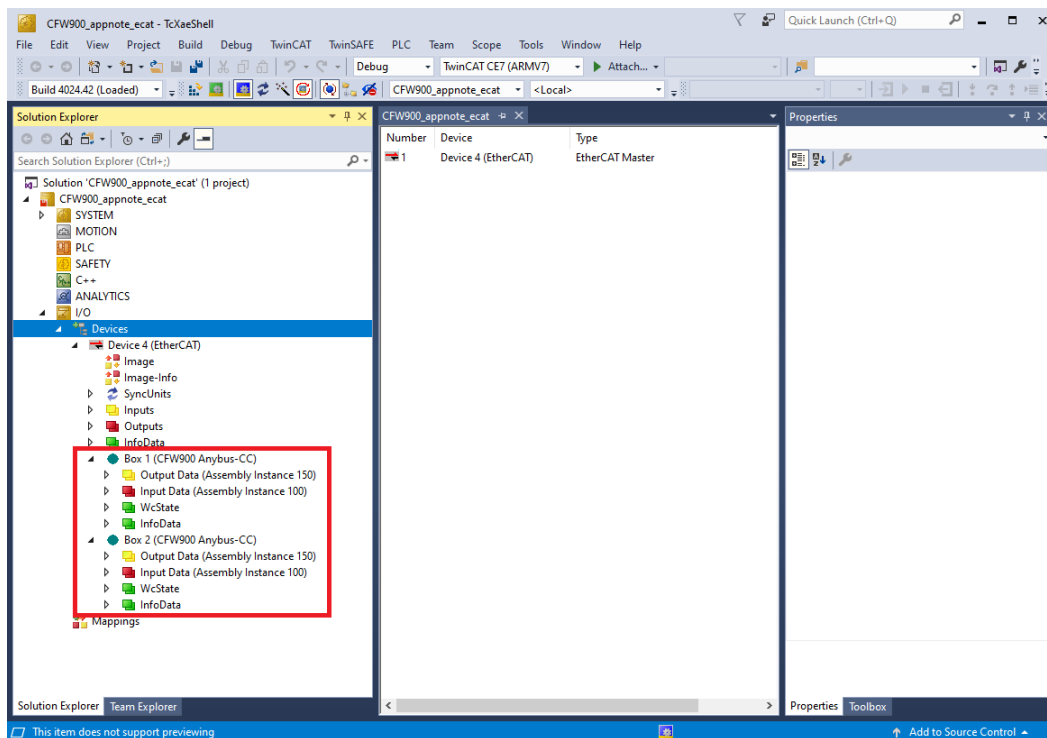 CFW900_appnote_ecat - TcXaeShell
Quick Launch (Ctrl+Q)
File Edit View Project Build Debug TwinCAT TwinSAFE PLC Team Scope Tools Window Help
Debug TwinCAT CE7 (ARMV7) Attach...
Build 4024.42 (Loaded) CFW900_appnote_ecat <Local>
Solution Explorer
Search Solution Explorer (Ctrl+;)
Solution 'CFW900_appnote_ecat' (1 project)
CFW900_appnote_ecat
SYSTEM
MOTION
PLC
SAFETY
C++
ANALYTICS
I/O
Devices
Device 4 (EtherCAT)
Image
Image-Info
SyncUnits
Inputs
Outputs
InfoData
Box 1 (CFW900 Anybus-CC)
Output Data (Assembly Instance 150)
Input Data (Assembly Instance 100)
WcState
InfoData
Box 2 (CFW900 Anybus-CC)
Output Data (Assembly Instance 150)
Input Data (Assembly Instance 100)
WcState
InfoData
Mappings
Solution Explorer Team Explorer
CFW900_appnote_ecat
Number Device Type
1 Device 4 (EtherCAT) EtherCAT Master
Properties
Properties Toolbox
This item does not support previewing
Add to Source Control